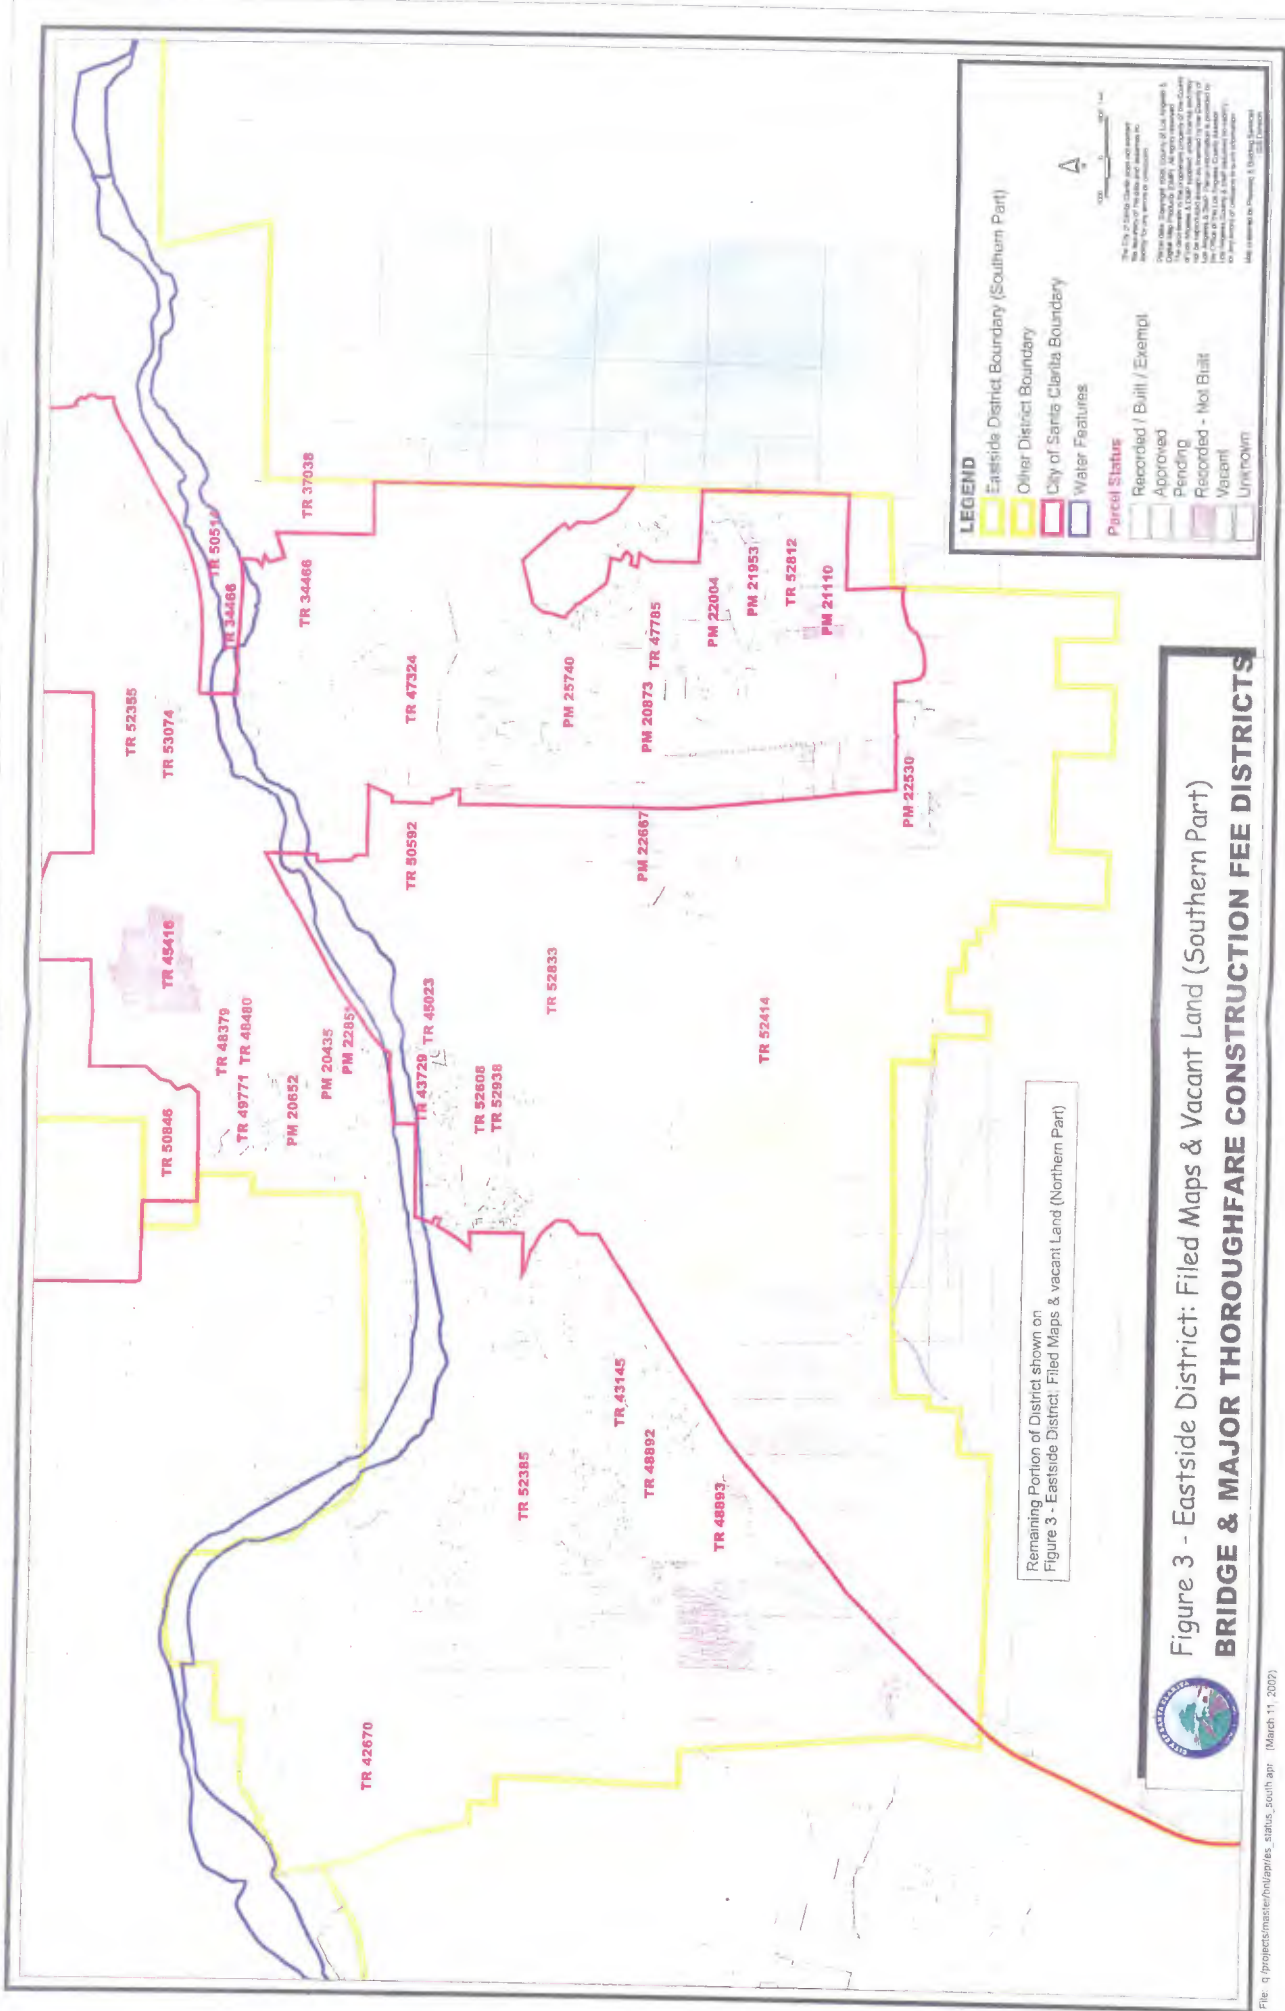 TR 52355
TR 53074
TR 34466
TR 37038
TR 34466
TR 47324
TR 45416
TR 50592
TR 48379
TR 49771
TR 48480
PM 20652
PM 20435
TR 50846
TR 43729
TR 45023
TR 52608
TR 52938
TR 52833
PM 25740
PM 20873
TR 47785
PM 22667
PM 22004
PM 21953
TR 52812
PM 21110
PM 22530
TR 52414
TR 42670
TR 52385
TR 43145
TR 48892
TR 48893
Remaining Portion of District shown on
Figure 3 - Eastside District: Filed Maps & vacant Land (Northern Part)
LEGEND
Eastside District Boundary (Southern Part)
Other District Boundary
City of Santa Clarita Boundary
Water Features
Parcel Status
Recorded / Built / Exempt
Approved
Pending
Recorded - Not Built
Vacant
Unknown
Figure 3 - Eastside District: Filed Maps & Vacant Land (Southern Part)
BRIDGE & MAJOR THOROUGHFARE CONSTRUCTION FEE DISTRICTS
(March 11, 2002)